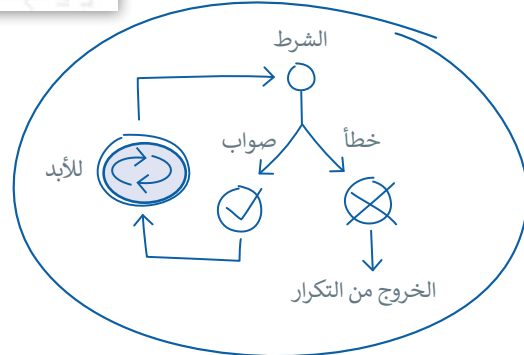 الشرط
صواب
خطأ
للأبد
الخروج من التكرار